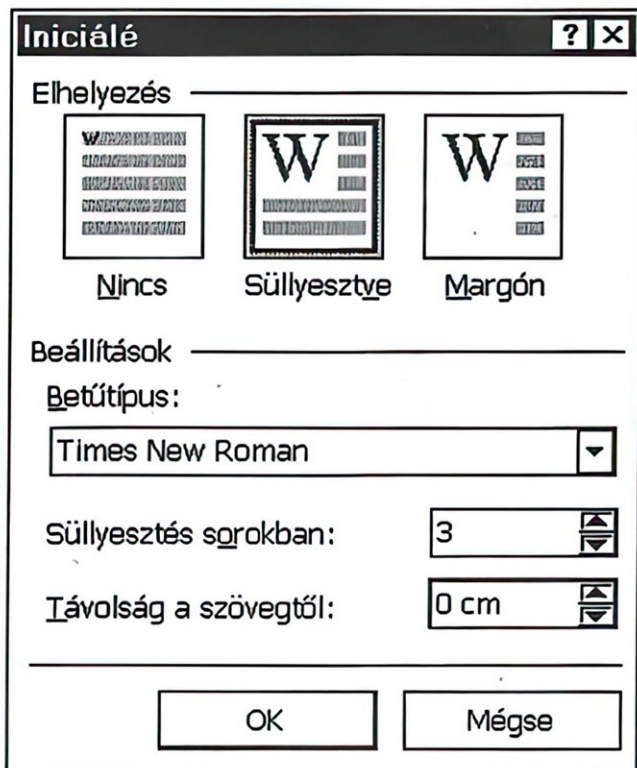 Iniciálé ? ×
Elhelyezés
W
W
W
Nincs Süllyesztve Margón
Beállítások
Betűtípus:
Times New Roman
Süllyesztés sorokban: 3
Távolság a szövegtől: 0 cm
OK Mégse